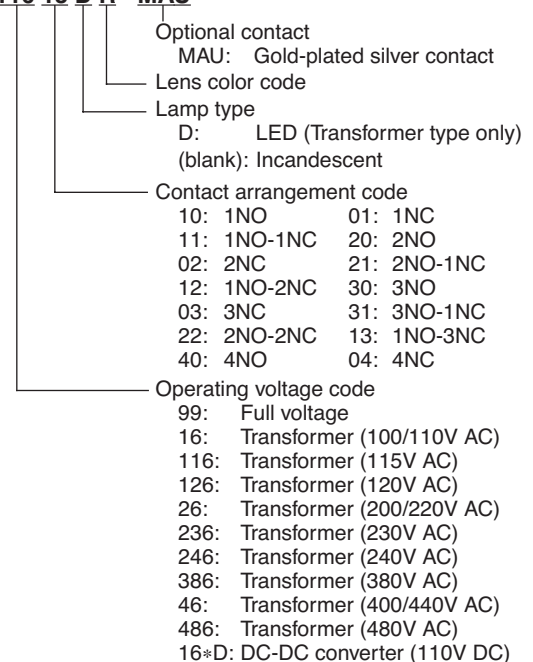 Optional contact
MAU: Gold-plated silver contact
Lens color code
Lamp type
D: LED (Transformer type only)
(blank): Incandescent
Contact arrangement code
10: 1NO 01: 1NC
11: 1NO-1NC 20: 2NO
02: 2NC 21: 2NO-1NC
12: 1NO-2NC 30: 3NO
03: 3NC 31: 3NO-1NC
22: 2NO-2NC 13: 1NO-3NC
40: 4NO 04: 4NC
Operating voltage code
99: Full voltage
16: Transformer (100/110V AC)
116: Transformer (115V AC)
126: Transformer (120V AC)
26: Transformer (200/220V AC)
236: Transformer (230V AC)
246: Transformer (240V AC)
386: Transformer (380V AC)
46: Transformer (400/440V AC)
486: Transformer (480V AC)
16*D: DC-DC converter (110V DC)